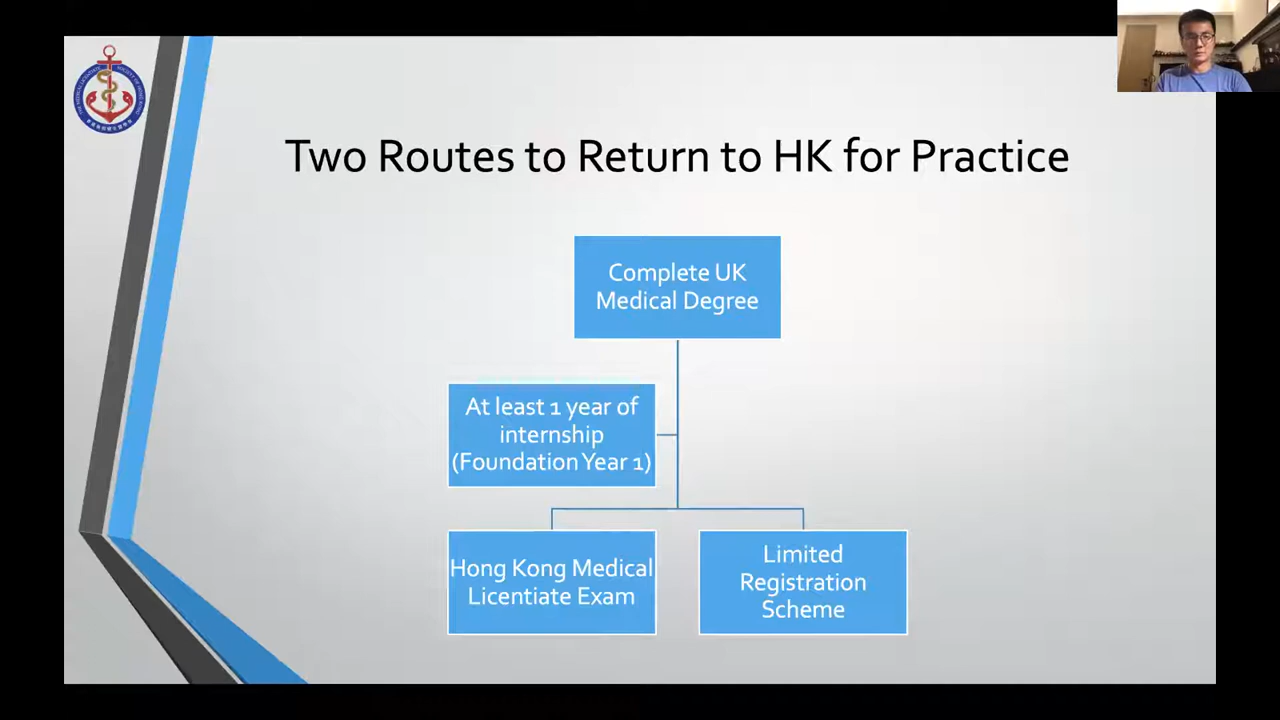 Two Routes to Return to HK for Practice
Complete UK
Medical Degree
At least 1 year of
internship
(Foundation Year 1)
Hong Kong Medical
Licentiate Exam
Limited
Registration
Scheme